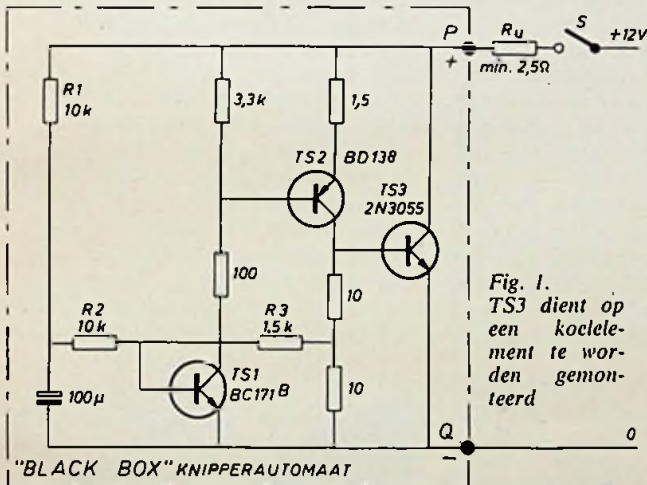 P
Ru
S
+12V
+
min. 2,5Ω
R1
10k
3,3k
1,5
TS2 BD138
TS3
2N3055
100
10
R2
10k
R3
1,5k
TS1
BC171B
10
100µ
Fig. 1.
TS3 dient op
een koelele-
ment te wor-
den gemon-
teerd
Q
-
0
"BLACK BOX" KNIPPERAUTOMAAT